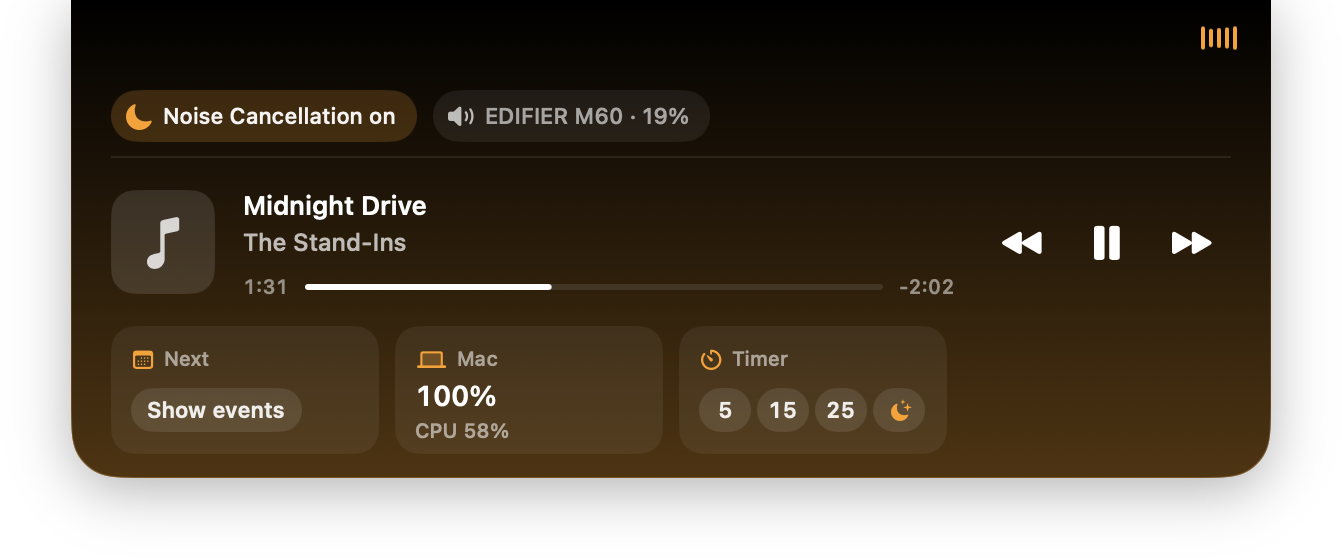 Noise Cancellation on
EDIFIER M60 · 19%
Midnight Drive
The Stand-Ins
1:31
-2:02
Next
Show events
Mac
100%
CPU 58%
Timer
5 15 25